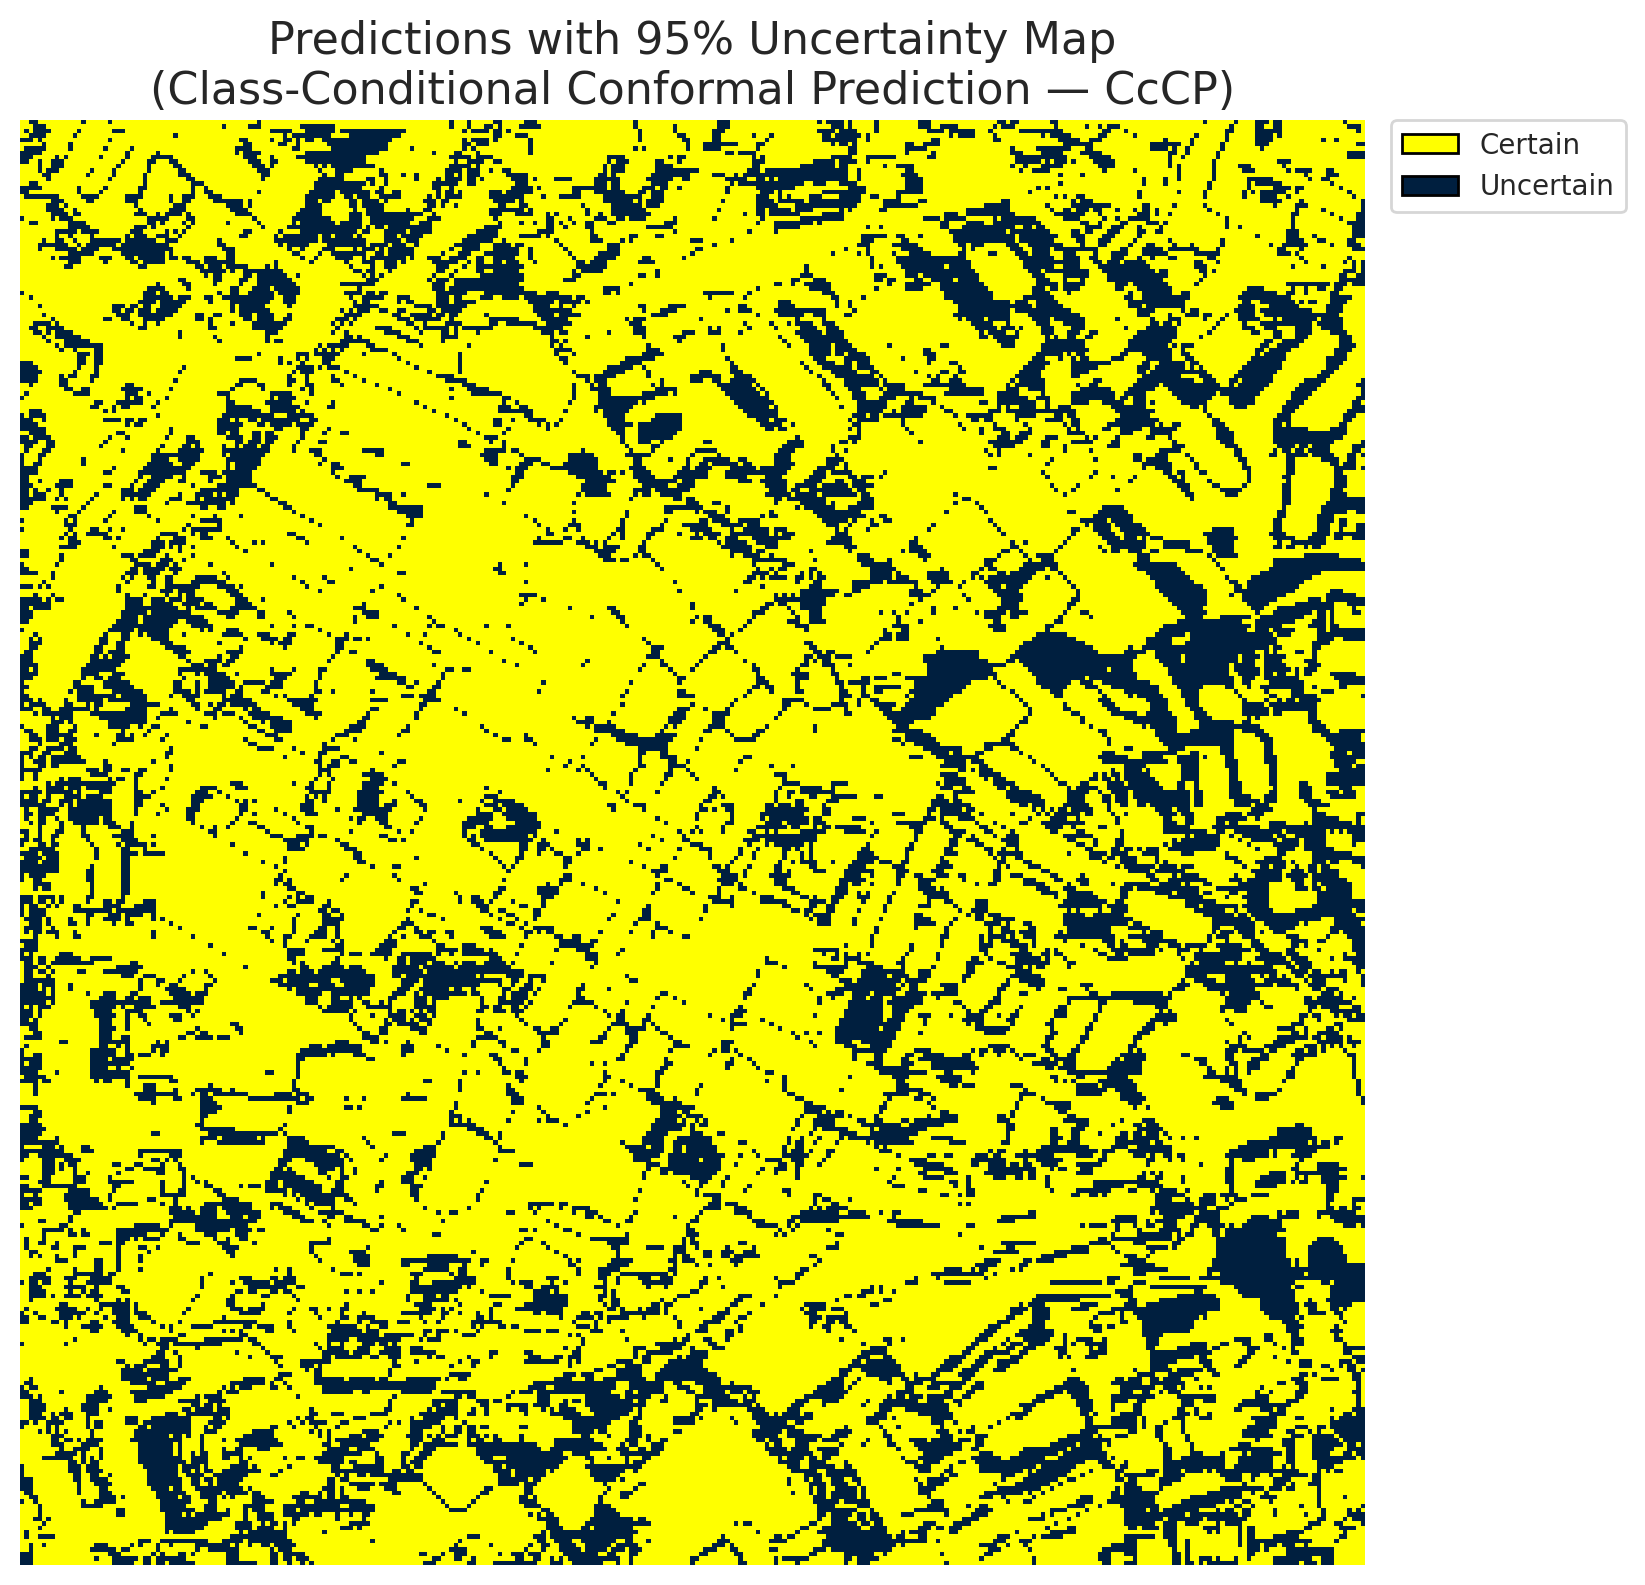 Predictions with 95% Uncertainty Map
(Class-Conditional Conformal Prediction — CcCP)
Certain
Uncertain